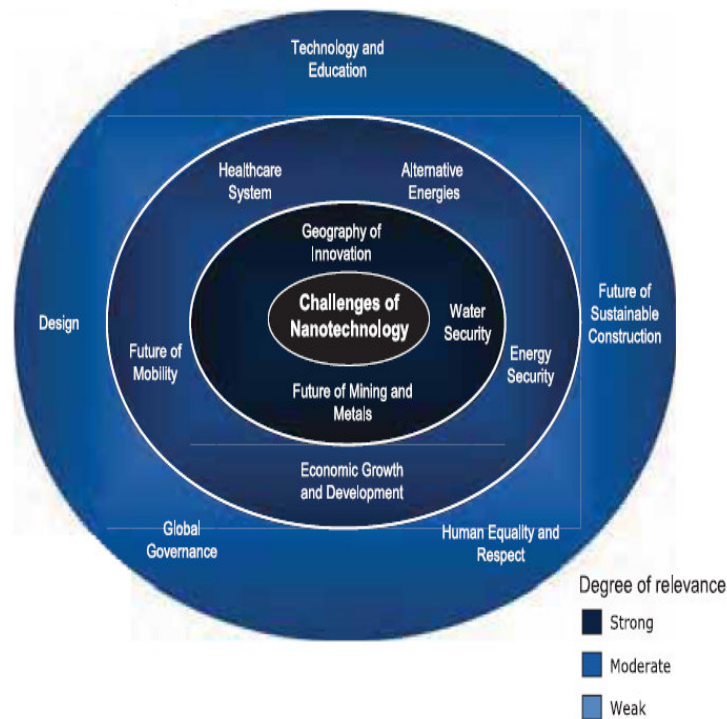 Technology and
Education
Healthcare
System
Alternative
Energies
Geography of
Innovation
Challenges of
Nanotechnology
Water
Security
Design
Future of
Mobility
Energy
Security
Future of
Sustainable
Construction
Future of Mining and
Metals
Economic Growth
and Development
Global
Governance
Human Equality and
Respect
Degree of relevance
Strong
Moderate
Weak